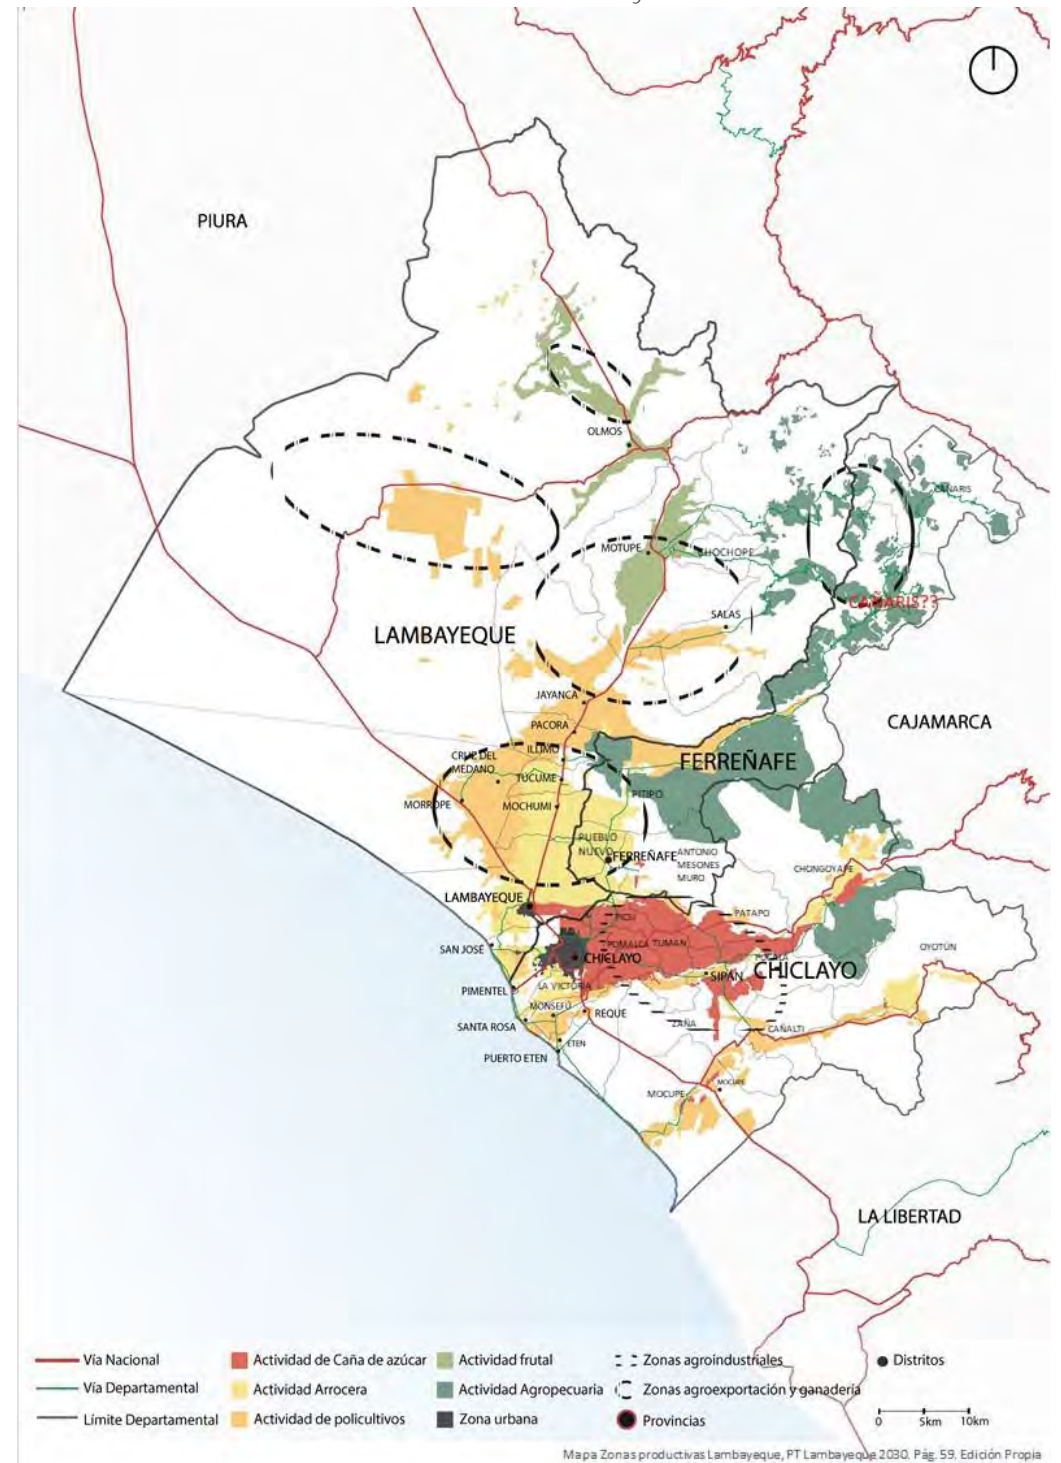 PIURA
OLMOS
CAÑARIS
MOTUPE
CHOCHOPE
CAÑARIS??
SALAS
LAMBAYEQUE
JAYANCA
CAJAMARCA
PACORA
ILLIMO
CRUZ DEL
MEDANO
FERREÑAFE
TUCUME
PITIPO
MORROPE
MOCHUMI
PUEBLO
NUEVO
FERREÑAFE
ANTONIO
MESONES
MURO
CHONGOYAPE
LAMBAYEQUE
PICSI
PATAPO
SAN JOSÉ
POMALCA
TUMAN
OYOTÚN
CHICLAYO
PUCALA
CHICLAYO
SIPÁN
LA VICTORIA
PIMENTEL
MONSEFÚ
REQUE
SANTA ROSA
ZAÑA
CAÑALTI
ETEN
PUERTO ETEN
MOCUPE
MOCUPE
LA LIBERTAD
Vía Nacional
Actividad de Caña de azúcar
Actividad frutal
Zonas agroindustriales
Distritos
Vía Departamental
Actividad Arrocera
Actividad Agropecuaria
Zonas agroexportación y ganadería
Límite Departamental
Actividad de policultivos
Zona urbana
Provincias
0 5km 10km
Mapa Zonas productivas Lambayeque, PT Lambayeque 2030. Pág. 59. Edición Propia